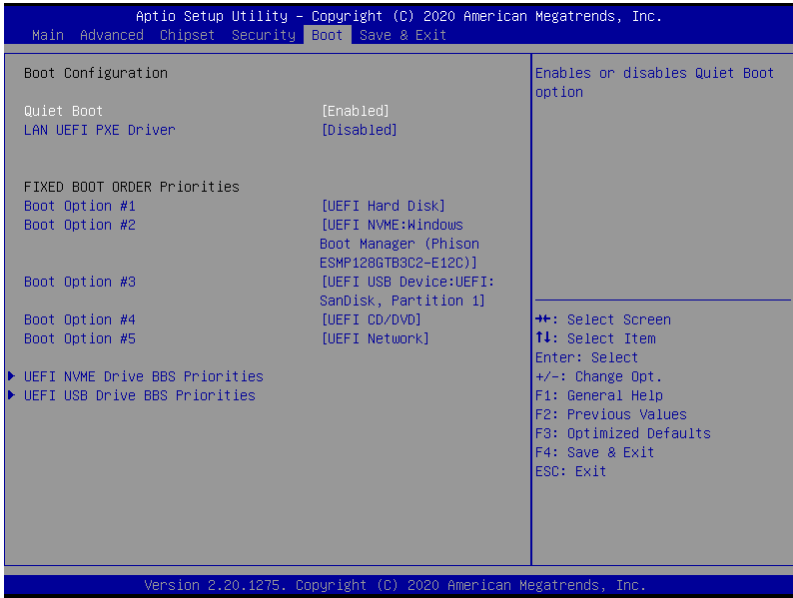 Aptio Setup Utility – Copyright (C) 2020 American Megatrends, Inc.
Main Advanced Chipset Security Boot Save & Exit
Boot Configuration
Quiet Boot [Enabled]
LAN UEFI PXE Driver [Disabled]
FIXED BOOT ORDER Priorities
Boot Option #1 [UEFI Hard Disk]
Boot Option #2 [UEFI NVME:Windows
Boot Manager (Phison
ESMP128GTB3C2-E12C)]
Boot Option #3 [UEFI USB Device:UEFI:
SanDisk, Partition 1]
Boot Option #4 [UEFI CD/DVD]
Boot Option #5 [UEFI Network]
UEFI NVME Drive BBS Priorities
UEFI USB Drive BBS Priorities
Enables or disables Quiet Boot
option
→←: Select Screen
↑↓: Select Item
Enter: Select
+/-: Change Opt.
F1: General Help
F2: Previous Values
F3: Optimized Defaults
F4: Save & Exit
ESC: Exit
Version 2.20.1275. Copyright (C) 2020 American Megatrends, Inc.